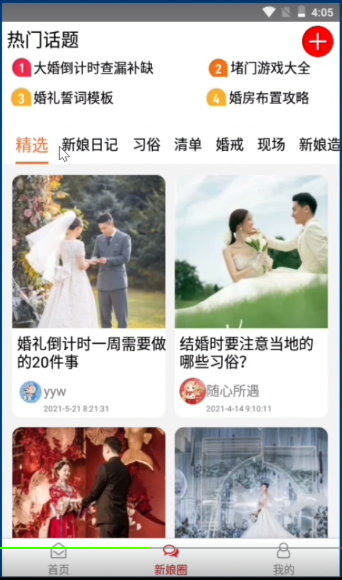 4:05
热门话题
1 大婚倒计时查漏补缺
2 堵门游戏大全
3 婚礼誓词模板
4 婚房布置攻略
精选 新娘日记 习俗 清单 婚戒 现场 新娘造
婚礼倒计时一周需要做的20件事
yyw
2021-5-21 8:21:31
结婚时要注意当地的哪些习俗?
随心所遇
2021-4-14 9:10:11
首页 新娘圈 我的